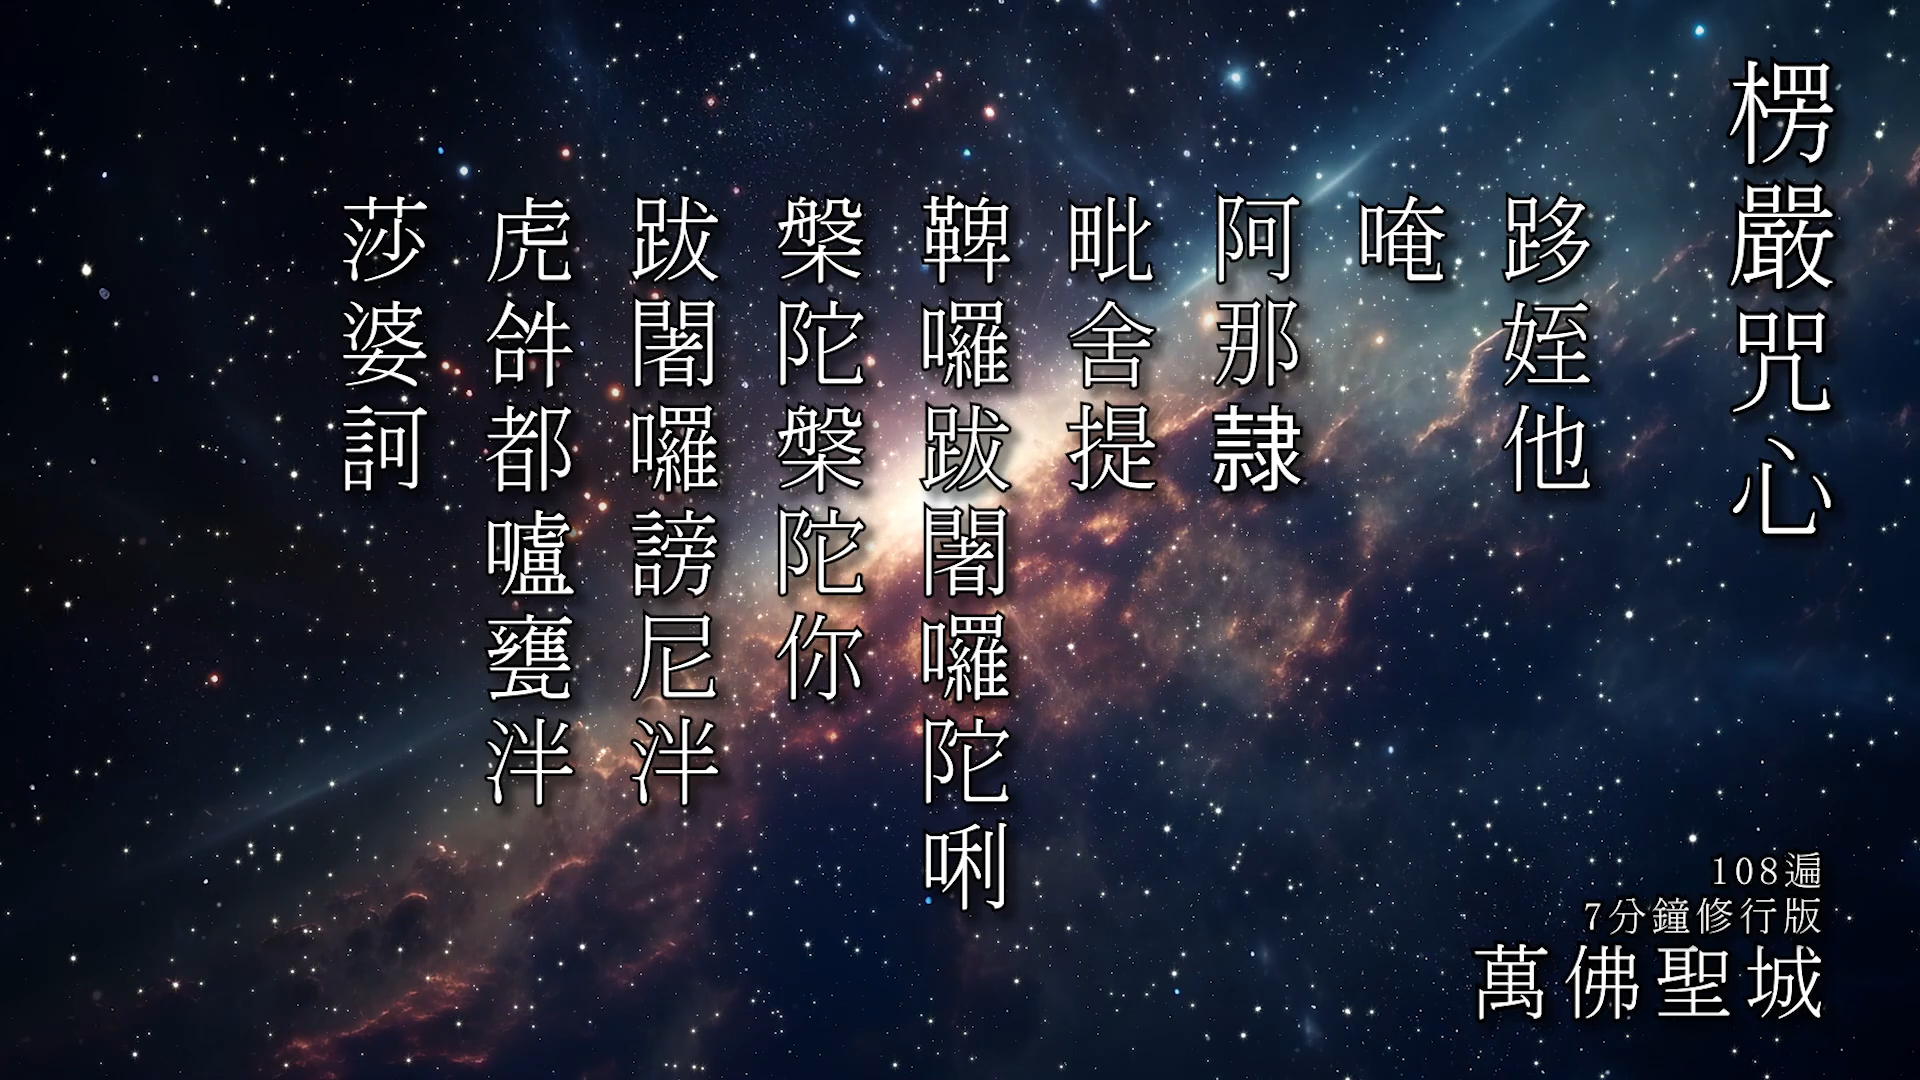 楞嚴咒心
跢姪他
唵
阿那隸
毗舍提
鞞囉跋闍囉陀唎
槃陀槃陀你
跋闍囉謗尼泮
虎𤙖都嚧甕泮
莎婆訶
108遍
7分鐘修行版
萬佛聖城